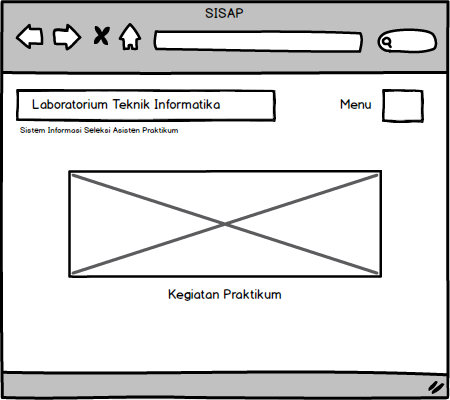 SISAP
Laboratorium Teknik Informatika
Menu
Sistem Informasi Seleksi Asisten Praktikum
Kegiatan Praktikum